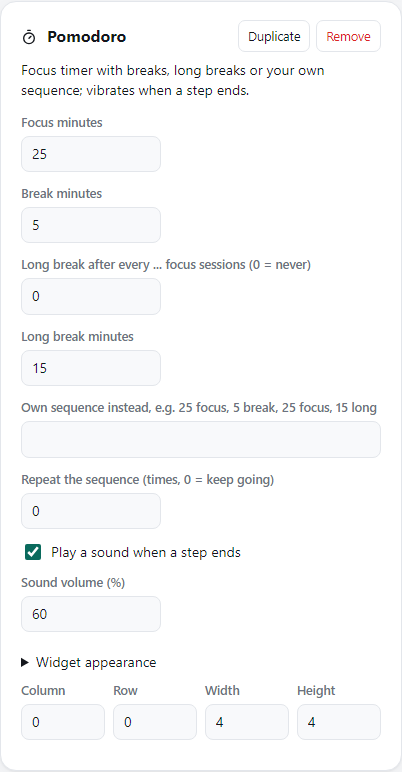 Pomodoro
Duplicate
Remove
Focus timer with breaks, long breaks or your own
sequence; vibrates when a step ends.
Focus minutes
25
Break minutes
5
Long break after every ... focus sessions (0 = never)
0
Long break minutes
15
Own sequence instead, e.g. 25 focus, 5 break, 25 focus, 15 long
Repeat the sequence (times, 0 = keep going)
0
Play a sound when a step ends
Sound volume (%)
60
Widget appearance
Column Row Width Height
0 0 4 4